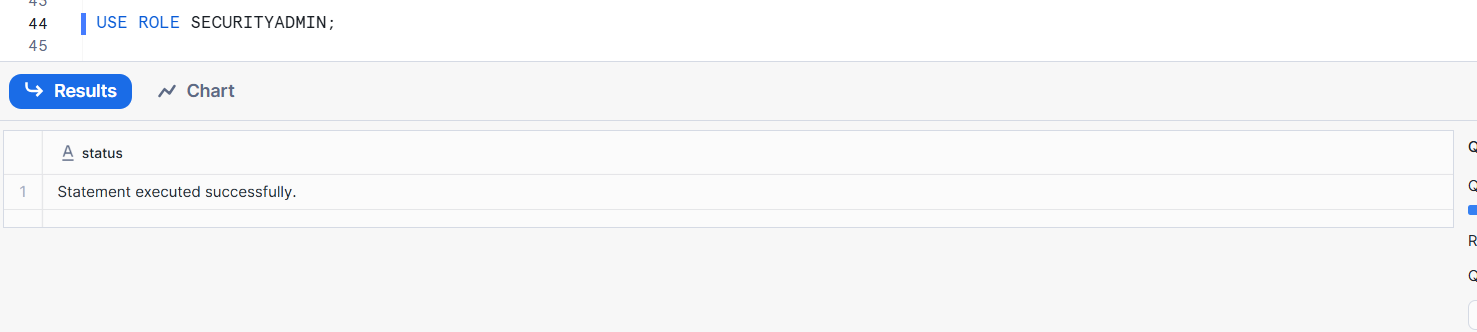 43
44 USE ROLE SECURITYADMIN;
45
Results Chart
A status
1 Statement executed successfully.
Q
Q
R
Q